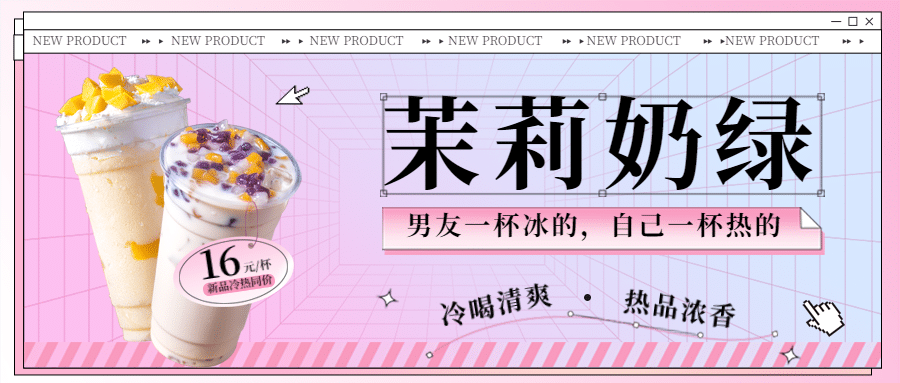 NEW PRODUCT NEW PRODUCT NEW PRODUCT NEW PRODUCT NEW PRODUCT NEW PRODUCT
茉莉奶绿
男友一杯冰的，自己一杯热的
16元/杯
新品冷热同价
冷喝清爽 · 热品浓香